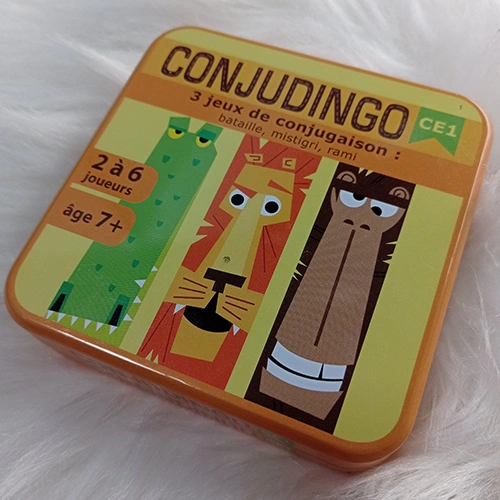 CONJUDINGO
CE1
3 jeux de conjugaison :
bataille, mistigri, rami
2 à 6
joueurs
âge 7+